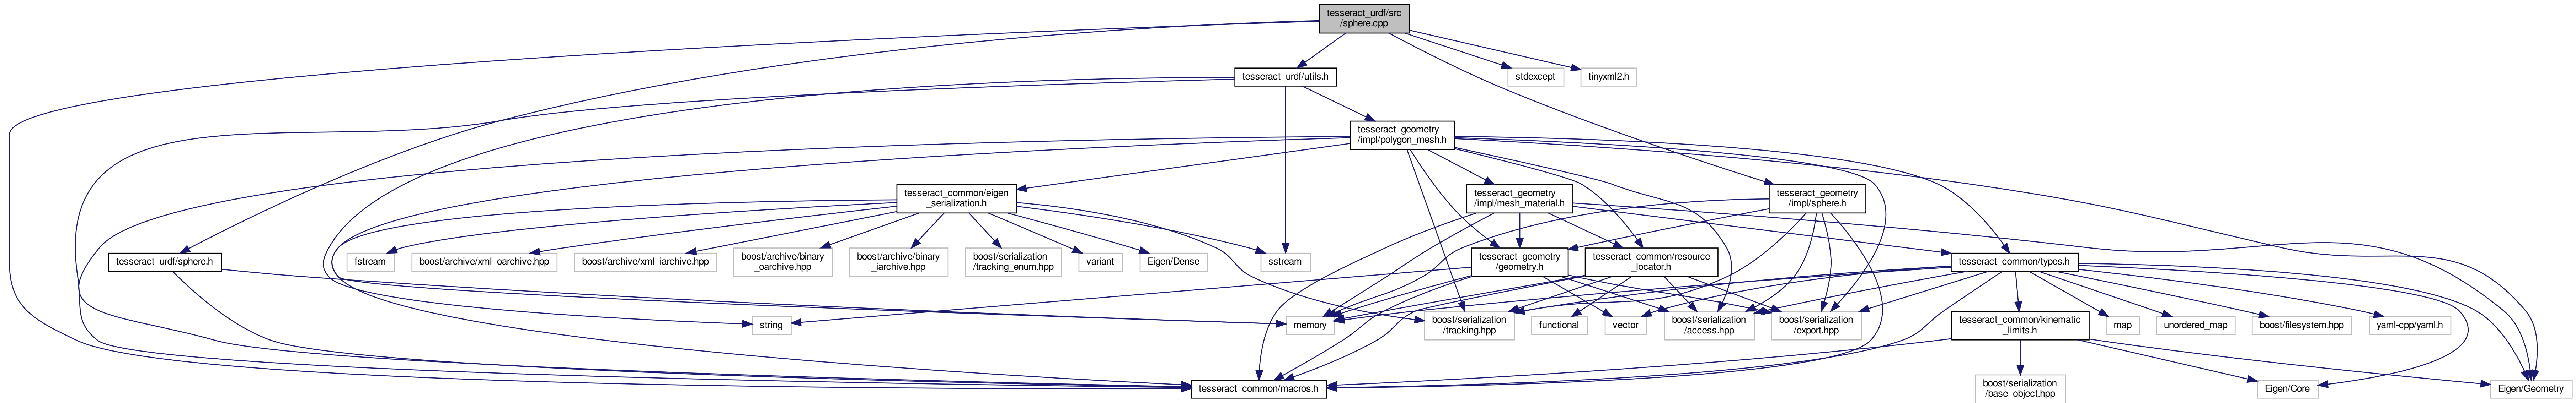 tesseract_urdf/src
/sphere.cpp
tesseract_urdf/utils.h
stdexcept
tinyxml2.h
tesseract_geometry
/impl/polygon_mesh.h
tesseract_common/eigen
_serialization.h
tesseract_geometry
/impl/mesh_material.h
tesseract_geometry
/impl/sphere.h
tesseract_urdf/sphere.h
fstream
boost/archive/xml_oarchive.hpp
boost/archive/xml_iarchive.hpp
boost/archive/binary
_oarchive.hpp
boost/archive/binary
_iarchive.hpp
boost/serialization
/tracking_enum.hpp
variant
Eigen/Dense
sstream
tesseract_geometry
/geometry.h
tesseract_common/resource
_locator.h
tesseract_common/types.h
string
memory
boost/serialization
/tracking.hpp
functional
vector
boost/serialization
/access.hpp
boost/serialization
/export.hpp
tesseract_common/kinematic
_limits.h
map
unordered_map
boost/filesystem.hpp
yaml-cpp/yaml.h
tesseract_common/macros.h
boost/serialization
/base_object.hpp
Eigen/Core
Eigen/Geometry